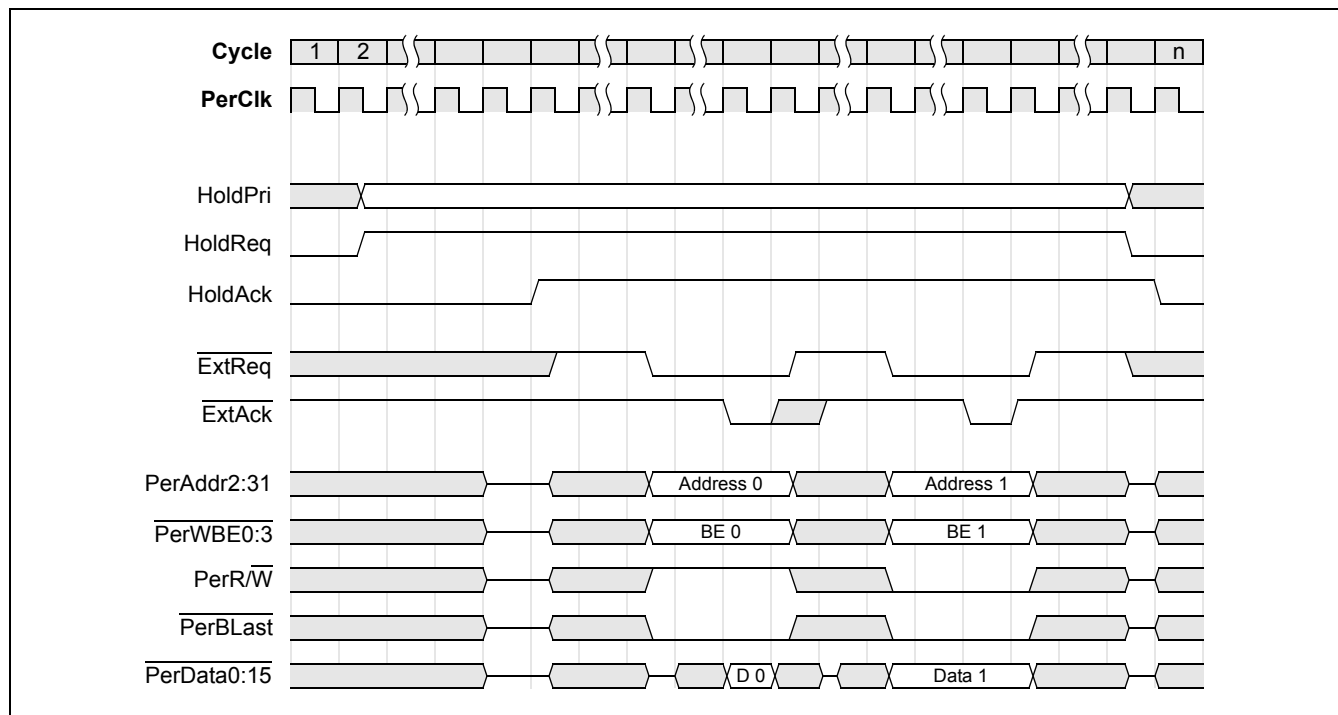 Cycle 1 2 n
PerClk
HoldPri
HoldReq
HoldAck
ExtReq
ExtAck
PerAddr2:31 Address 0 Address 1
PerWBE0:3 BE 0 BE 1
PerR/W
PerBLast
PerData0:15 D 0 Data 1